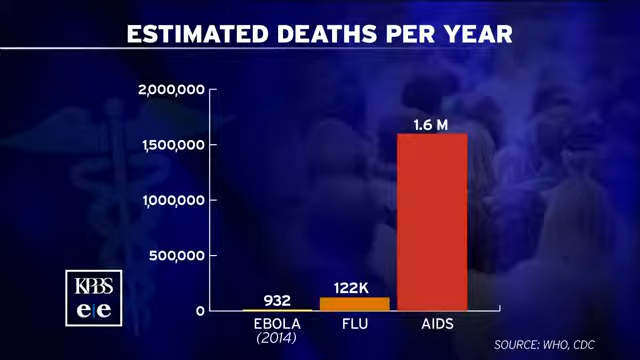 ESTIMATED DEATHS PER YEAR
2,000,000
1,500,000
1,000,000
500,000
0
932
122K
1.6 M
EBOLA
(2014)
FLU
AIDS
KPBS
e|e
SOURCE: WHO, CDC